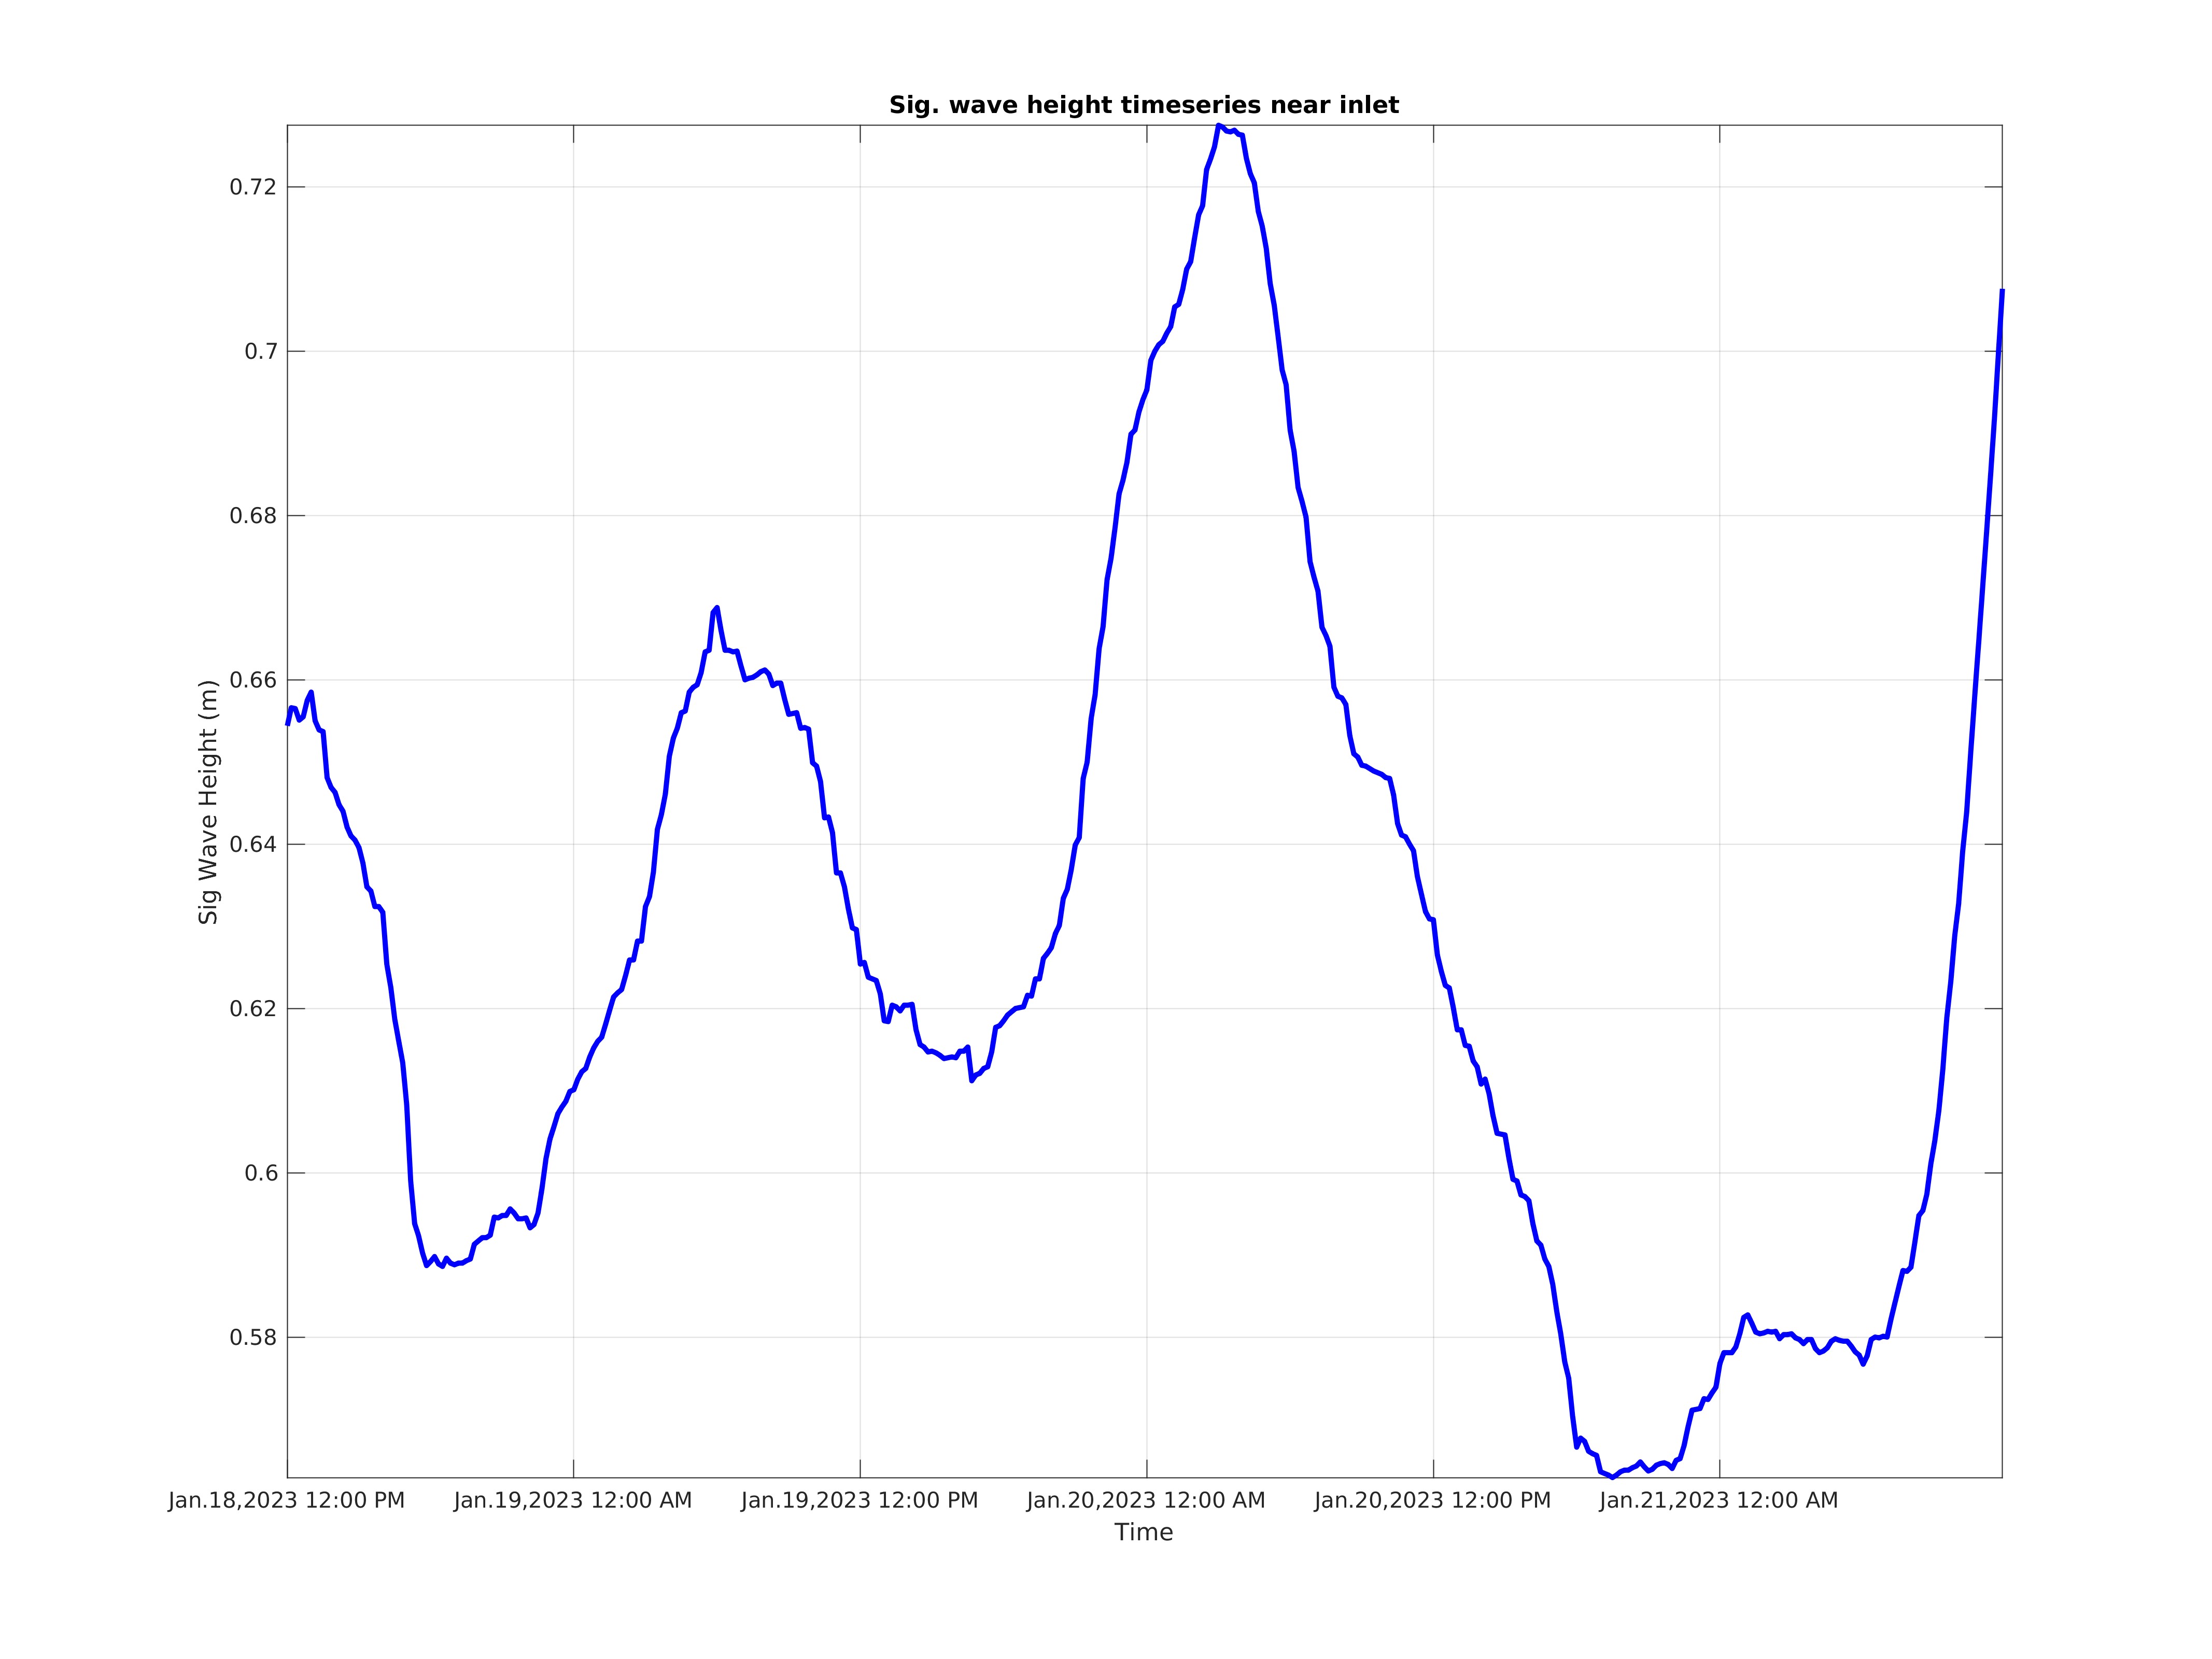 Sig. wave height timeseries near inlet
0.72
0.7
0.68
0.66
0.64
0.62
0.6
0.58
Sig Wave Height (m)
Jan.18,2023 12:00 PM
Jan.19,2023 12:00 AM
Jan.19,2023 12:00 PM
Jan.20,2023 12:00 AM
Jan.20,2023 12:00 PM
Jan.21,2023 12:00 AM
Time